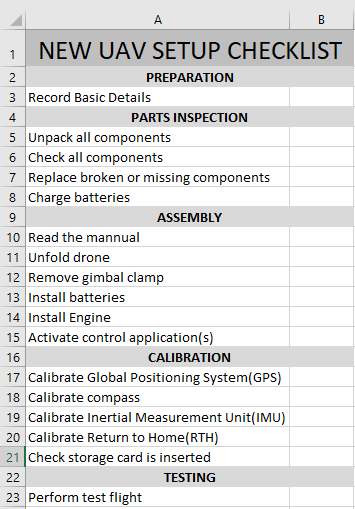 A B
1 NEW UAV SETUP CHECKLIST
2 PREPARATION
3 Record Basic Details
4 PARTS INSPECTION
5 Unpack all components
6 Check all components
7 Replace broken or missing components
8 Charge batteries
9 ASSEMBLY
10 Read the mannual
11 Unfold drone
12 Remove gimbal clamp
13 Install batteries
14 Install Engine
15 Activate control application(s)
16 CALIBRATION
17 Calibrate Global Positioning System(GPS)
18 Calibrate compass
19 Calibrate Inertial Measurement Unit(IMU)
20 Calibrate Return to Home(RTH)
21 Check storage card is inserted
22 TESTING
23 Perform test flight